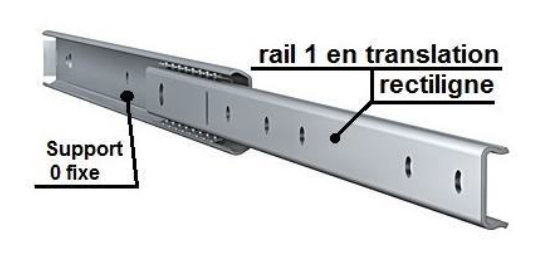 rail 1 en translation
rectiligne
Support
0 fixe